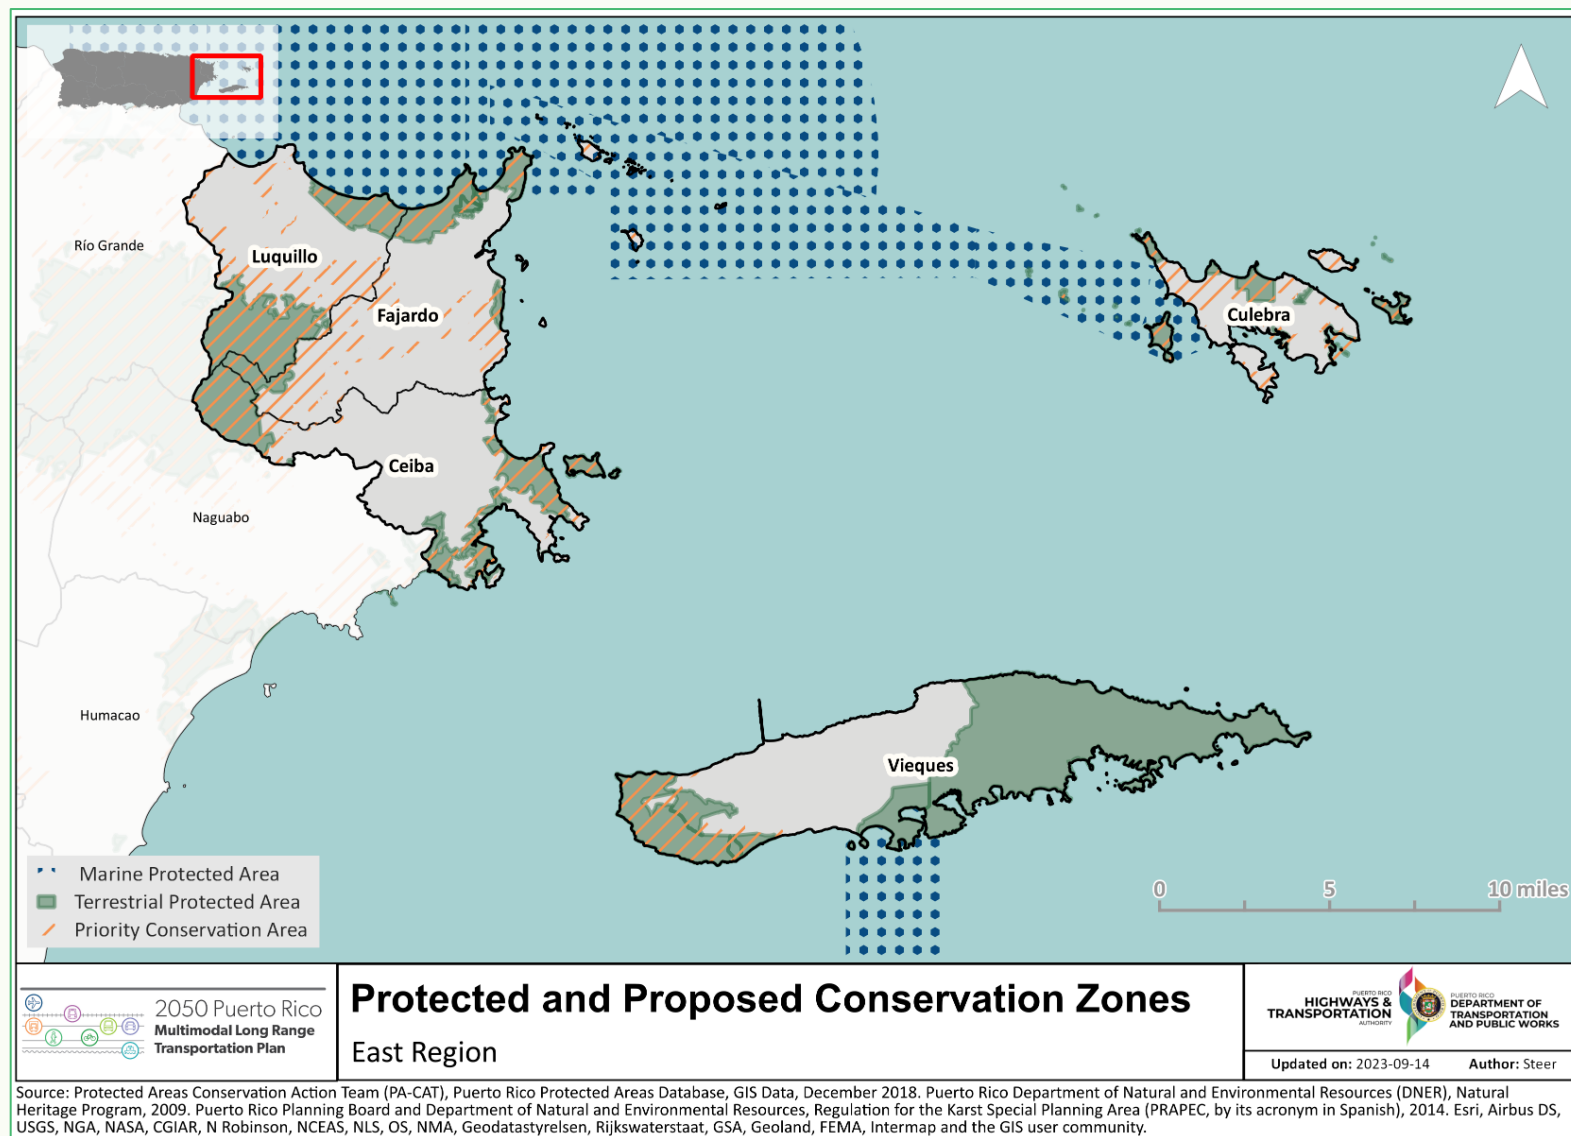 Río Grande
Luquillo
Fajardo
Culebra
Ceiba
Naguabo
Humacao
Vieques
Marine Protected Area
Terrestrial Protected Area
Priority Conservation Area
0 5 10 miles
2050 Puerto Rico
Multimodal Long Range
Transportation Plan
Protected and Proposed Conservation Zones
East Region
PUERTO RICO
HIGHWAYS &
TRANSPORTATION
AUTHORITY
PUERTO RICO
DEPARTMENT OF
TRANSPORTATION
AND PUBLIC WORKS
Updated on: 2023-09-14 Author: Steer
Source: Protected Areas Conservation Action Team (PA-CAT), Puerto Rico Protected Areas Database, GIS Data, December 2018. Puerto Rico Department of Natural and Environmental Resources (DNER), Natural
Heritage Program, 2009. Puerto Rico Planning Board and Department of Natural and Environmental Resources, Regulation for the Karst Special Planning Area (PRAPEC, by its acronym in Spanish), 2014. Esri, Airbus DS,
USGS, NGA, NASA, CGIAR, N Robinson, NCEAS, NLS, OS, NMA, Geodatastyrelsen, Rijkswaterstaat, GSA, Geoland, FEMA, Intermap and the GIS user community.